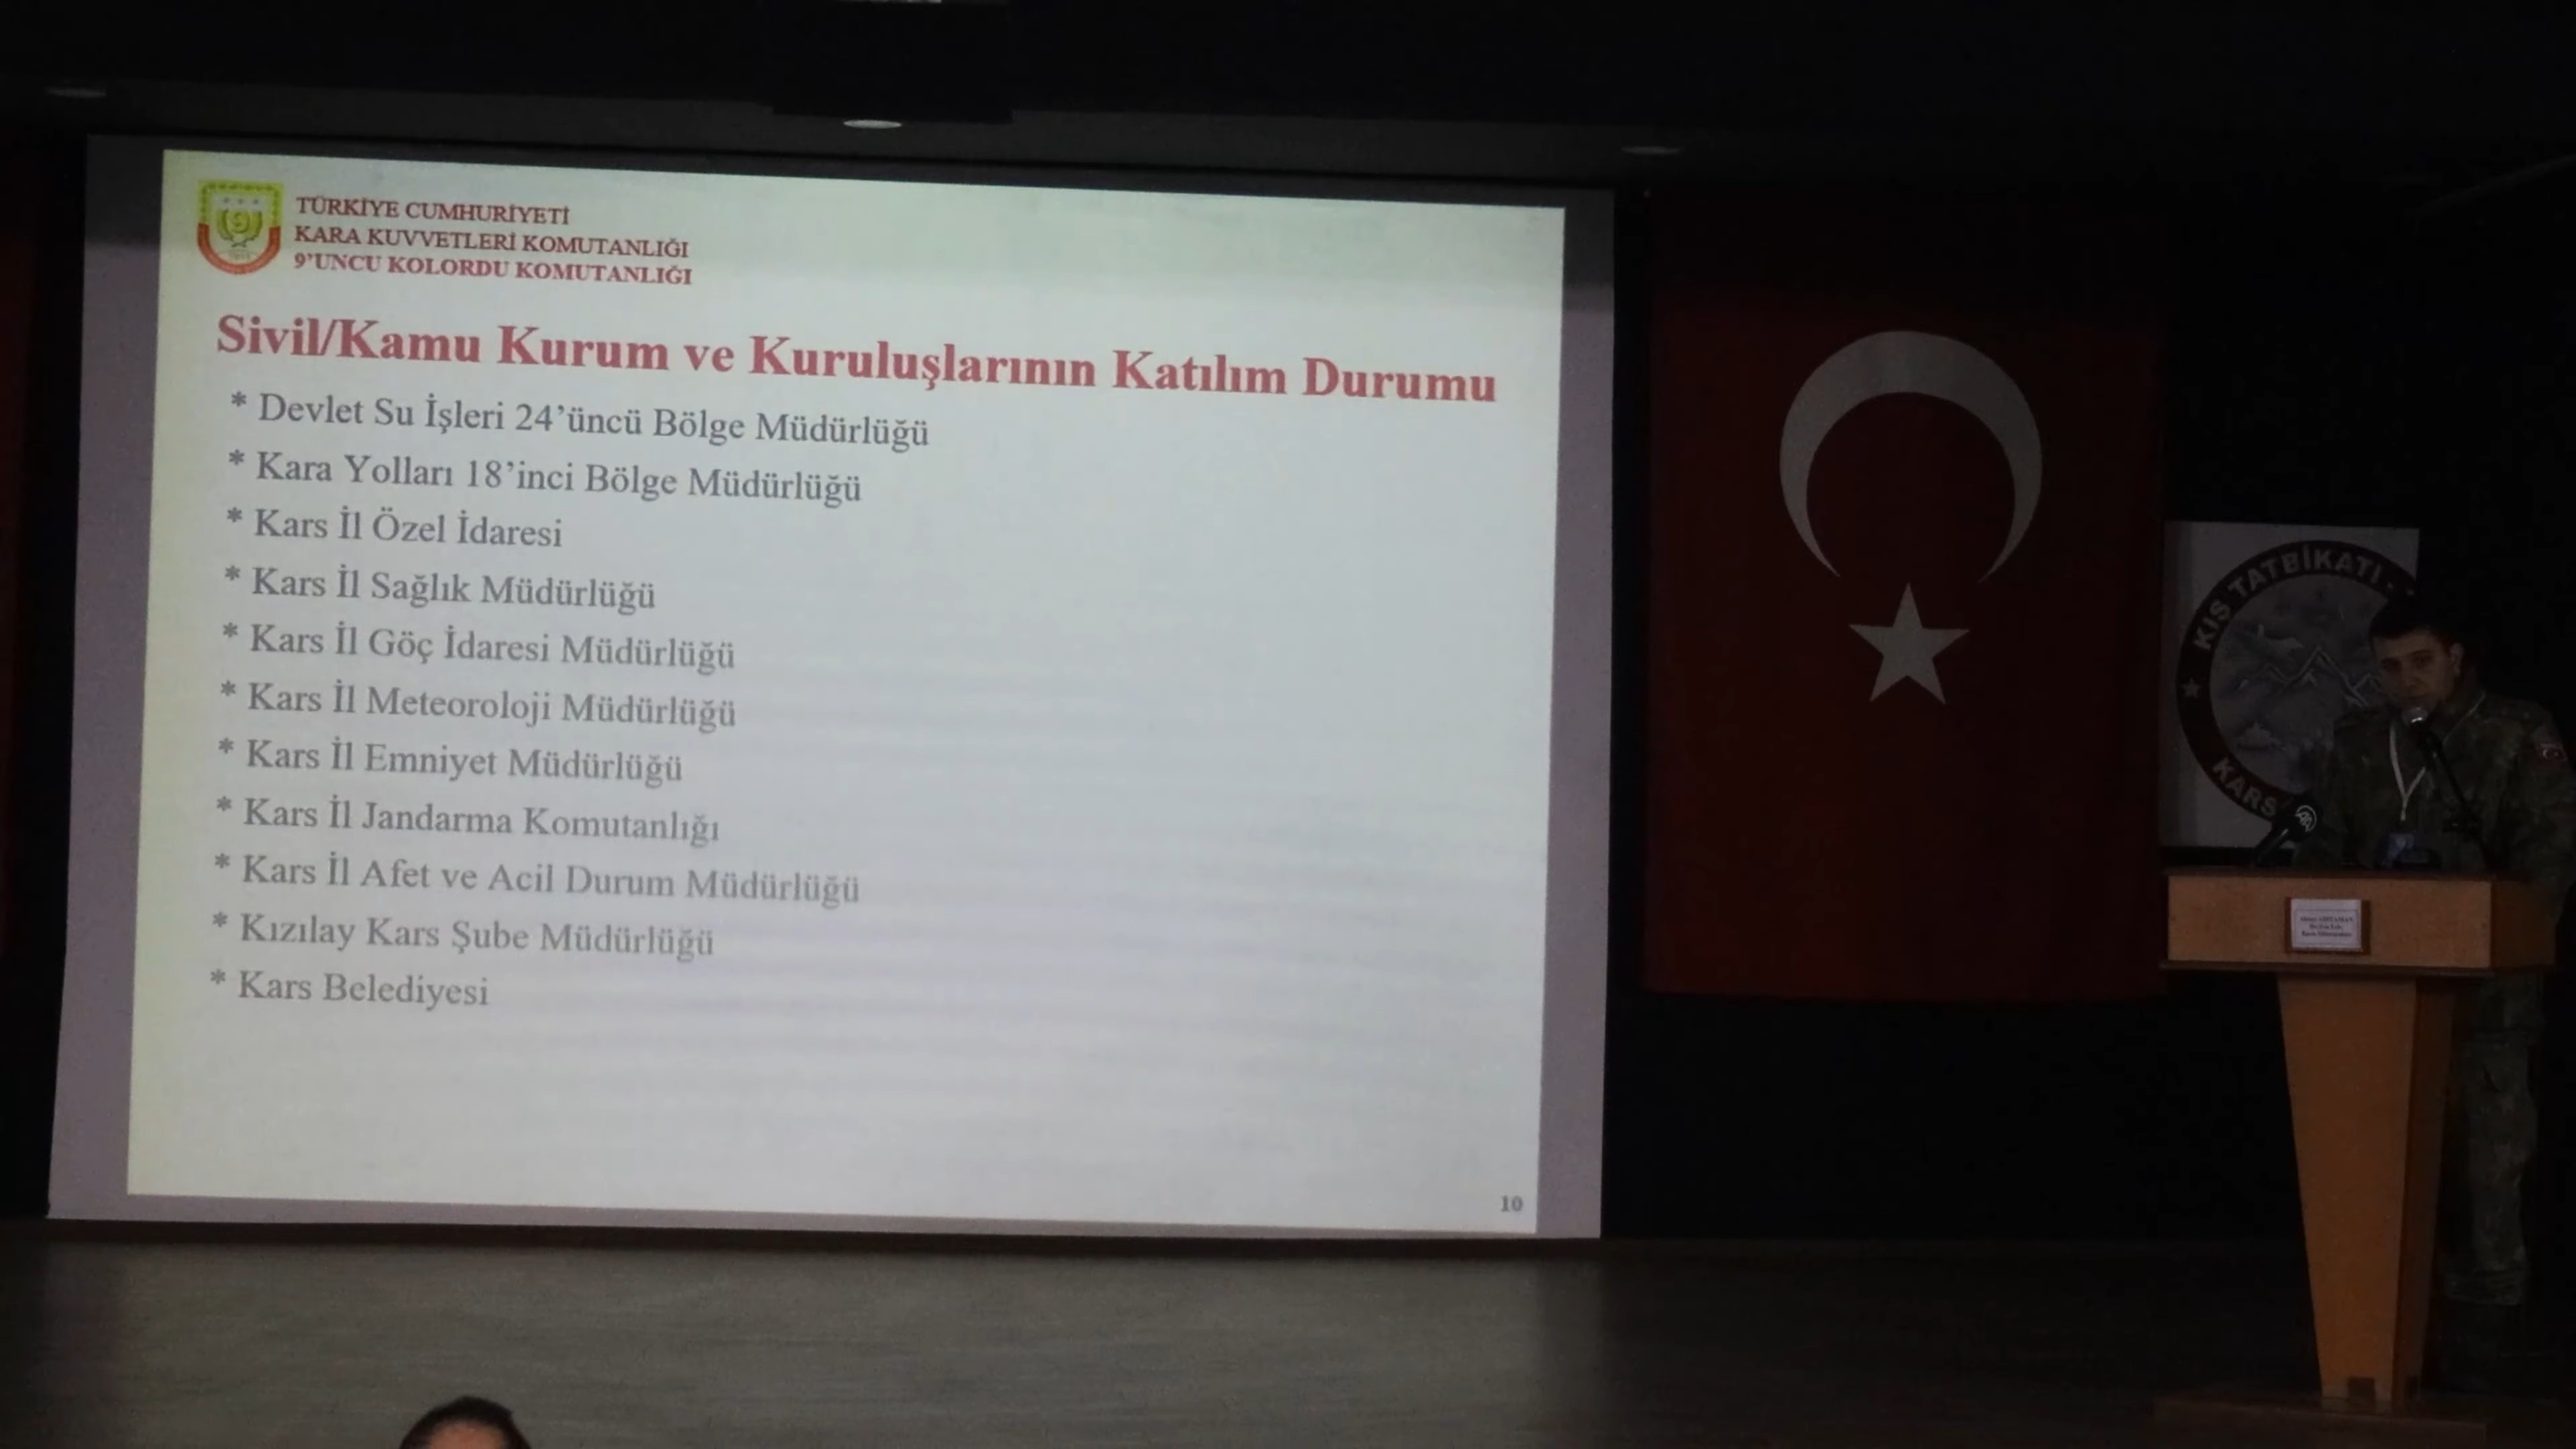 TÜRKİYE CUMHURİYETİ
KARA KUVVETLERİ KOMUTANLIĞI
9'UNCU KOLORDU KOMUTANLIĞI
Sivil/Kamu Kurum ve Kuruluşlarının Katılım Durumu
* Devlet Su İşleri 24'üncü Bölge Müdürlüğü
* Kara Yolları 18'inci Bölge Müdürlüğü
* Kars İl Özel İdaresi
* Kars İl Sağlık Müdürlüğü
* Kars İl Göç İdaresi Müdürlüğü
* Kars İl Meteoroloji Müdürlüğü
* Kars İl Emniyet Müdürlüğü
* Kars İl Jandarma Komutanlığı
* Kars İl Afet ve Acil Durum Müdürlüğü
* Kızılay Kars Şube Müdürlüğü
* Kars Belediyesi
10
9
KIŞ TATBİKATI
KARS
AA